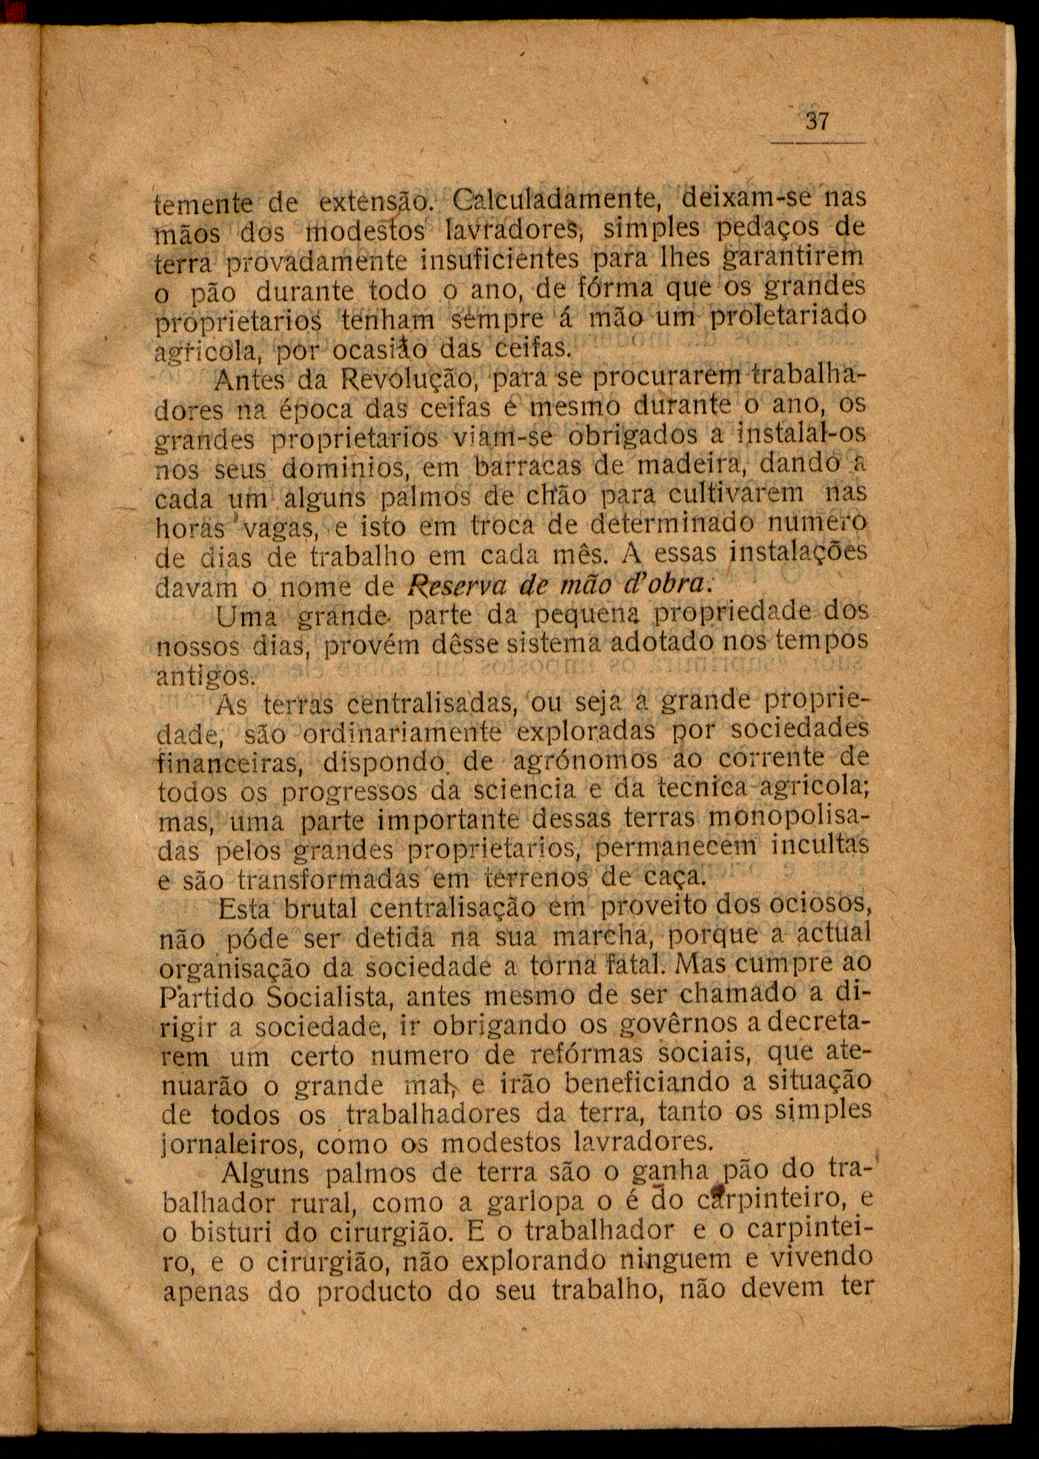 37
temente de extensão. Calculadamente, deixam-se nas
mãos dos modestos lavradores, simples pedaços de
terra provadamente insuficientes para lhes garantirem
o pão durante todo o ano, de fórma que os grandes
proprietarios tenham sempre á mão um proletariado
agricola, por ocasião das ceifas.
Antes da Revolução, para se procurarem trabalha-
dores na época das ceifas e mesmo durante o ano, os
grandes proprietarios viam-se obrigados a instalal-os
nos seus dominios, em barracas de madeira, dando a
cada um alguns palmos de chão para cultivarem nas
horas vagas, e isto em troca de determinado numero
de dias de trabalho em cada mês. A essas instalações
davam o nome de Reserva de mão d'obra.
Uma grande parte da pequena propriedade dos
nossos dias, provém dêsse sistema adotado nos tempos
antigos.
As terras centralisadas, ou seja a grande proprie-
dade, são ordinariamente exploradas por sociedades
financeiras, dispondo de agrónomos ao corrente de
todos os progressos da sciencia e da tecnica agricola;
mas, uma parte importante dessas terras monopolisa-
das pelos grandes proprietarios, permanecem incultas
e são transformadas em terrenos de caça.
Esta brutal centralisação em proveito dos ociosos,
não póde ser detida na sua marcha, porque a actual
organisação da sociedade a torna fatal. Mas cumpre ao
Partido Socialista, antes mesmo de ser chamado a di-
rigir a sociedade, ir obrigando os govêrnos a decreta-
rem um certo numero de refórmas sociais, que ate-
nuarão o grande mal, e irão beneficiando a situação
de todos os trabalhadores da terra, tanto os simples
jornaleiros, como os modestos lavradores.
Alguns palmos de terra são o ganha pão do tra-
balhador rural, como a garlopa o é do carpinteiro, e
o bisturi do cirurgião. E o trabalhador e o carpintei-
ro, e o cirurgião, não explorando ninguem e vivendo
apenas do producto do seu trabalho, não devem ter